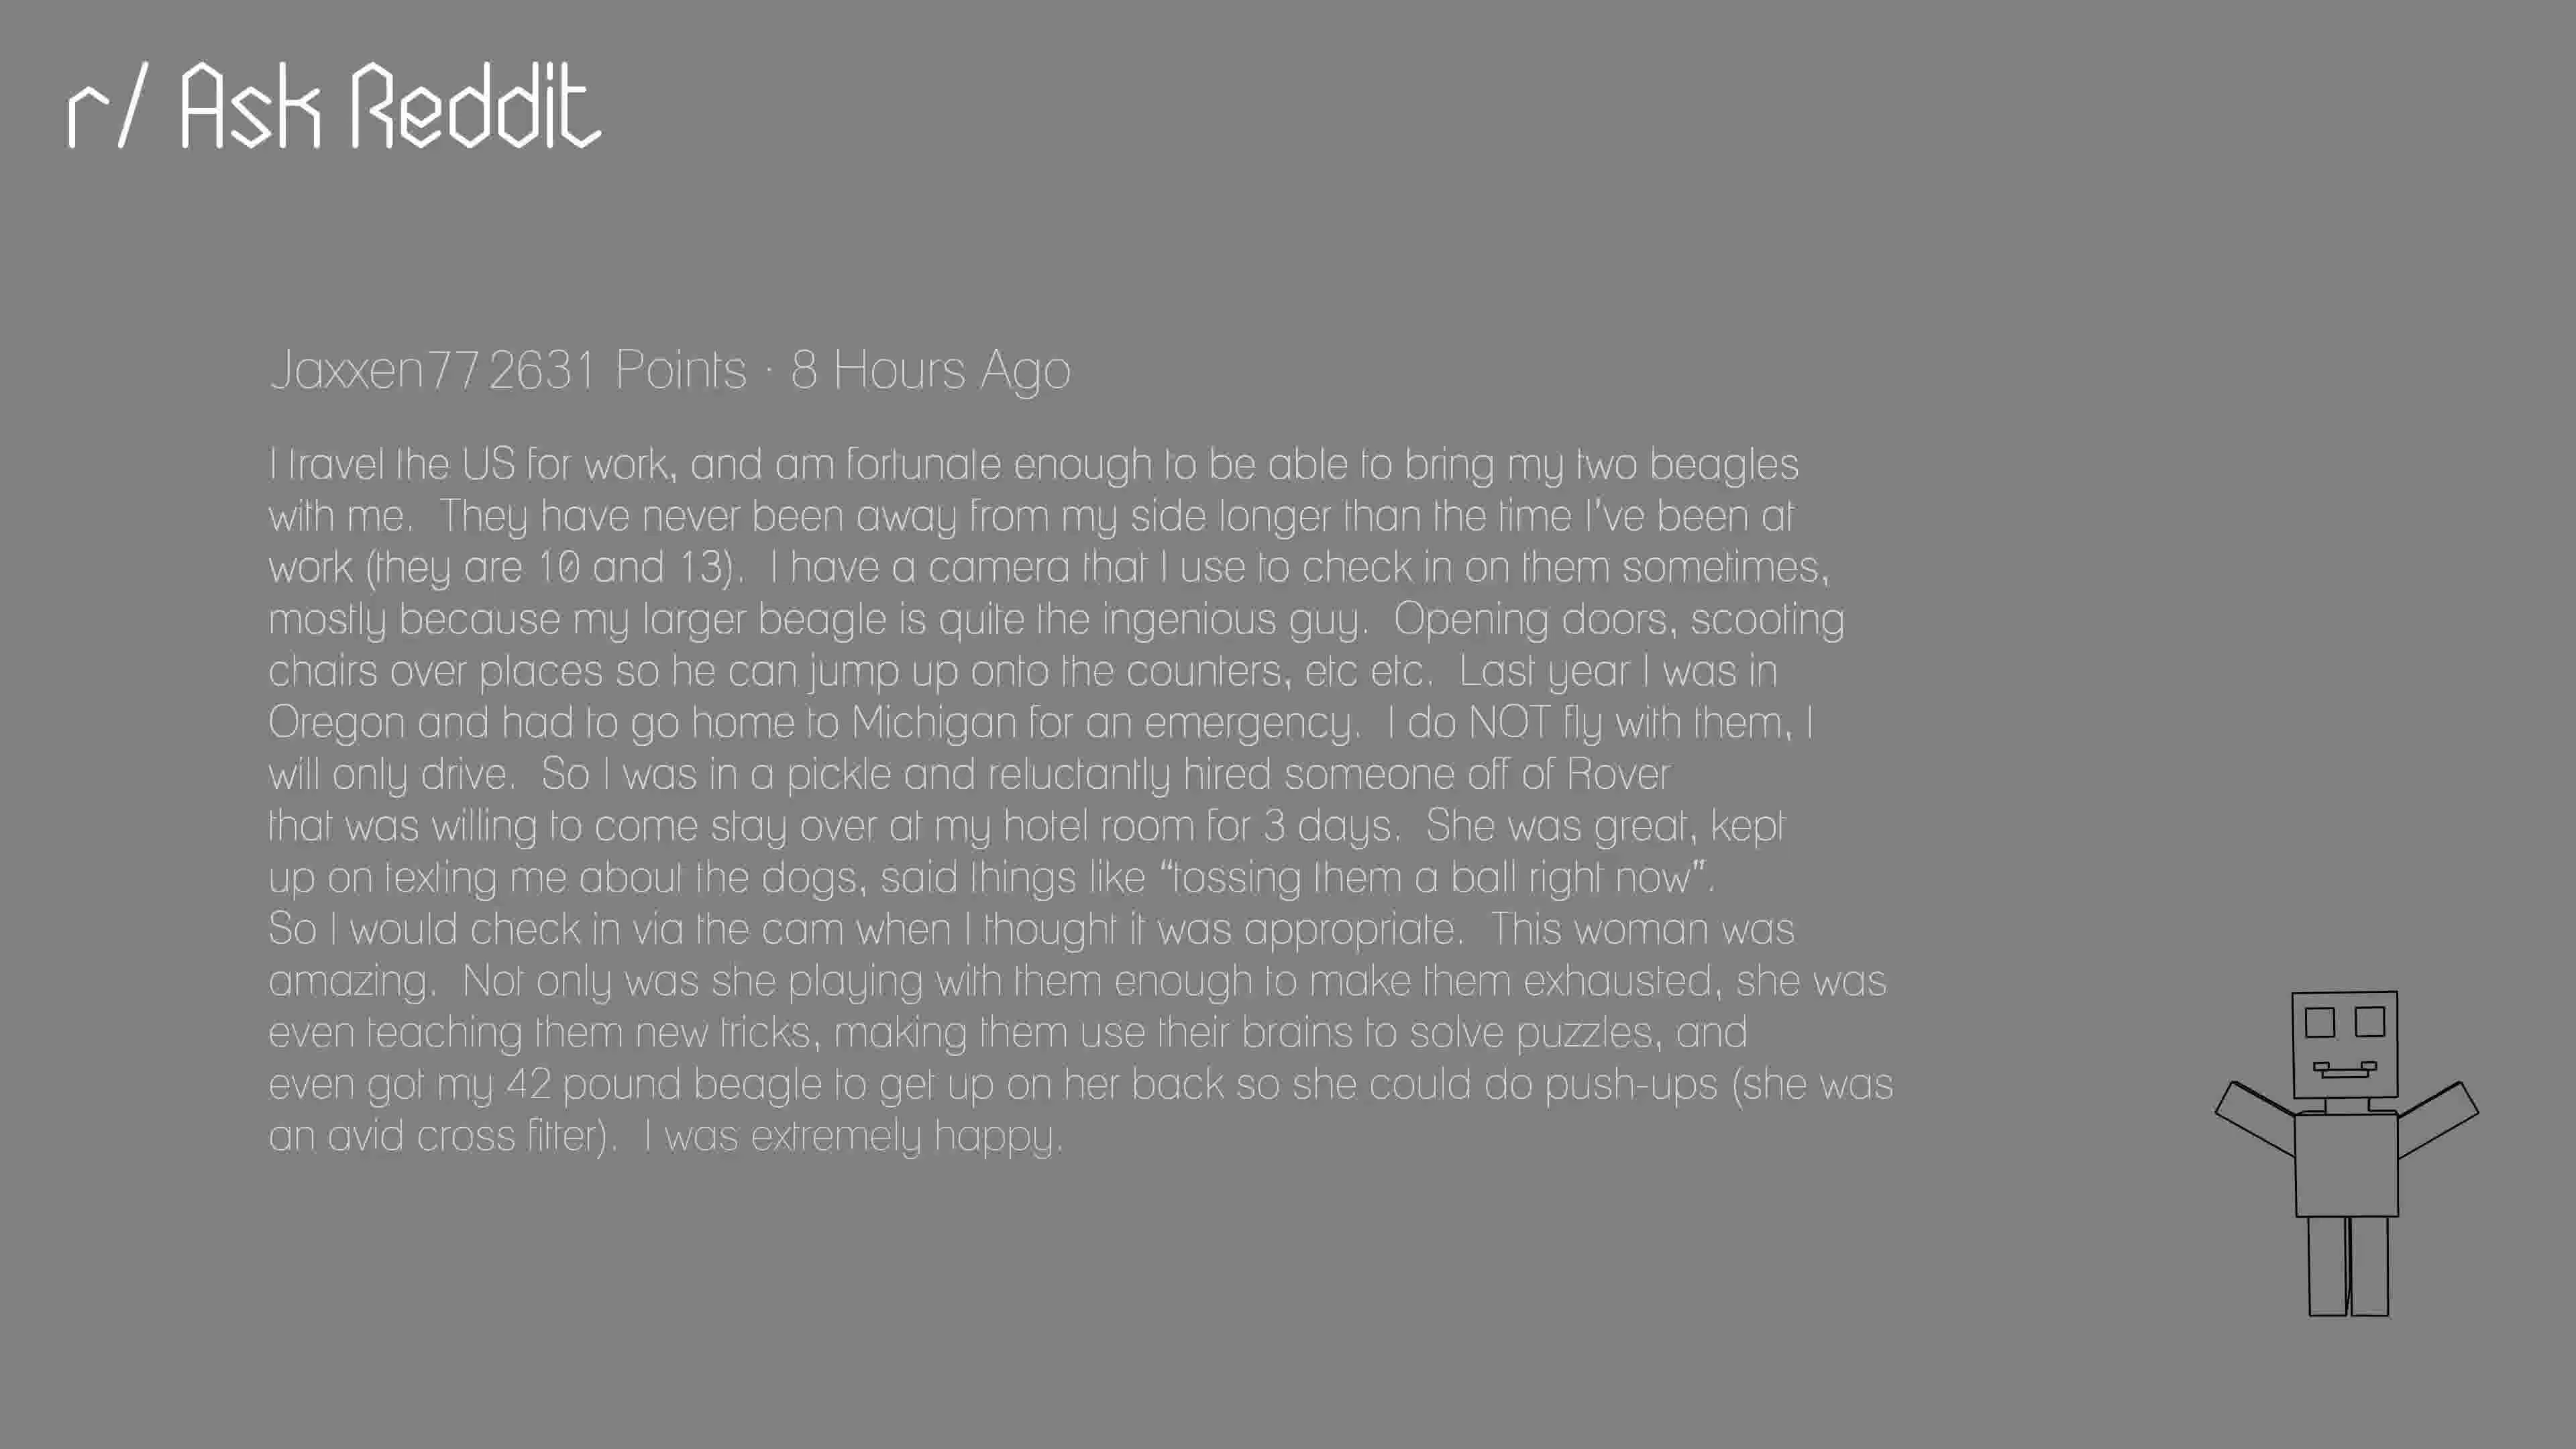 r/ Ask Reddit
Jaxxen77 2631 Points · 8 Hours Ago
I travel the US for work, and am fortunate enough to be able to bring my two beagles
with me. They have never been away from my side longer than the time I've been at
work (they are 10 and 13). I have a camera that I use to check in on them sometimes,
mostly because my larger beagle is quite the ingenious guy. Opening doors, scooting
chairs over places so he can jump up onto the counters, etc etc. Last year I was in
Oregon and had to go home to Michigan for an emergency. I do NOT fly with them, I
will only drive. So I was in a pickle and reluctantly hired someone off of Rover
that was willing to come stay over at my hotel room for 3 days. She was great, kept
up on texting me about the dogs, said things like “tossing them a ball right now”.
So I would check in via the cam when I thought it was appropriate. This woman was
amazing. Not only was she playing with them enough to make them exhausted, she was
even teaching them new tricks, making them use their brains to solve puzzles, and
even got my 42 pound beagle to get up on her back so she could do push-ups (she was
an avid cross fitter). I was extremely happy.